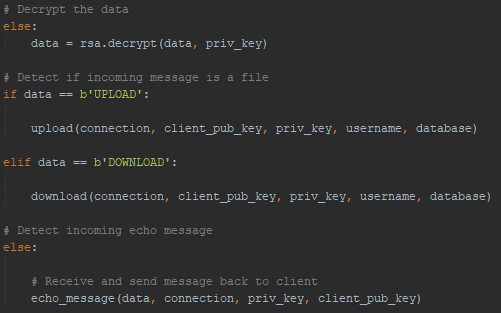 # Decrypt the data
else:
    data = rsa.decrypt(data, priv_key)
# Detect if incoming message is a file
if data == b'UPLOAD':
    upload(connection, client_pub_key, priv_key, username, database)
elif data == b'DOWNLOAD':
    download(connection, client_pub_key, priv_key, username, database)
# Detect incoming echo message
else:
    # Receive and send message back to client
    echo_message(data, connection, priv_key, client_pub_key)